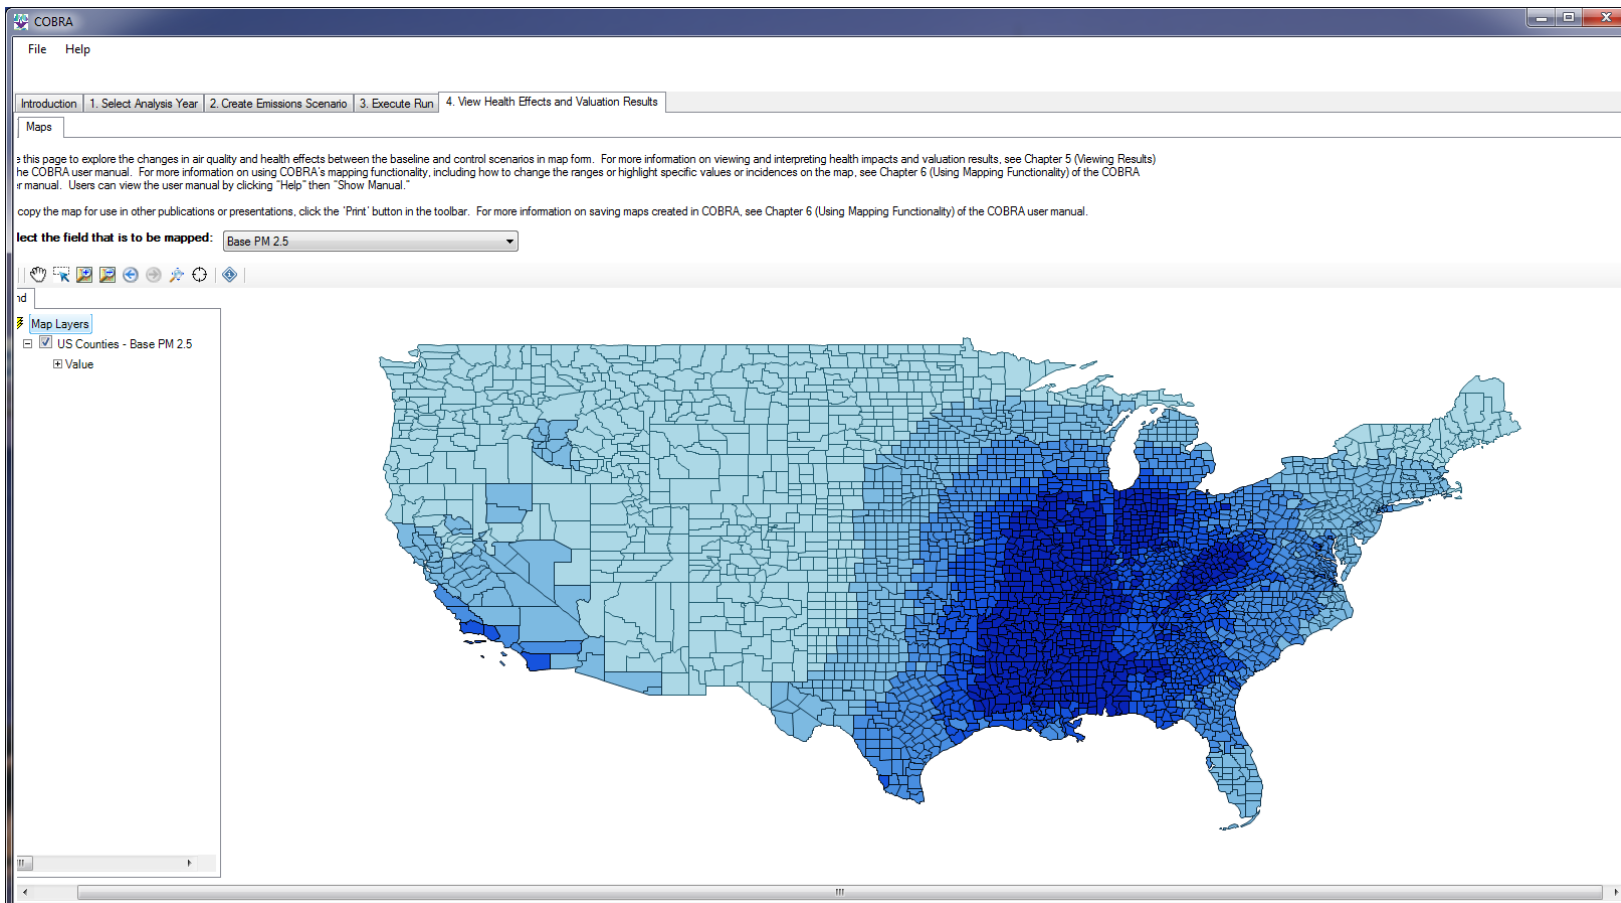 COBRA
File Help
Introduction 1. Select Analysis Year 2. Create Emissions Scenario 3. Execute Run 4. View Health Effects and Valuation Results
Maps
e this page to explore the changes in air quality and health effects between the baseline and control scenarios in map form. For more information on viewing and interpreting health impacts and valuation results, see Chapter 5 (Viewing Results)
he COBRA user manual. For more information on using COBRA's mapping functionality, including how to change the ranges or highlight specific values or incidences on the map, see Chapter 6 (Using Mapping Functionality) of the COBRA
r manual. Users can view the user manual by clicking "Help" then "Show Manual."
copy the map for use in other publications or presentations, click the 'Print' button in the toolbar. For more information on saving maps created in COBRA, see Chapter 6 (Using Mapping Functionality) of the COBRA user manual.
lect the field that is to be mapped: Base PM 2.5
nd
Map Layers
US Counties - Base PM 2.5
Value